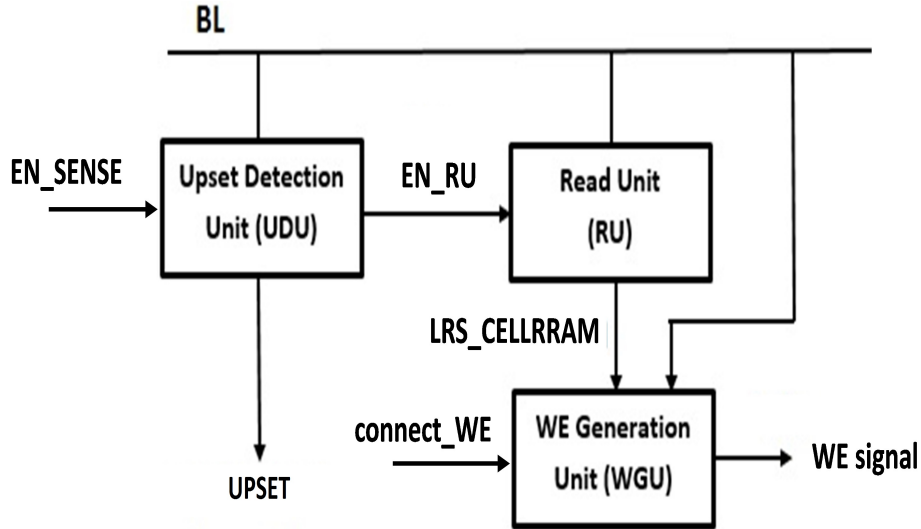 BL
EN_SENSE
Upset Detection
Unit (UDU)
EN_RU
Read Unit
(RU)
LRS_CELLRRAM
connect_WE
WE Generation
Unit (WGU)
WE signal
UPSET